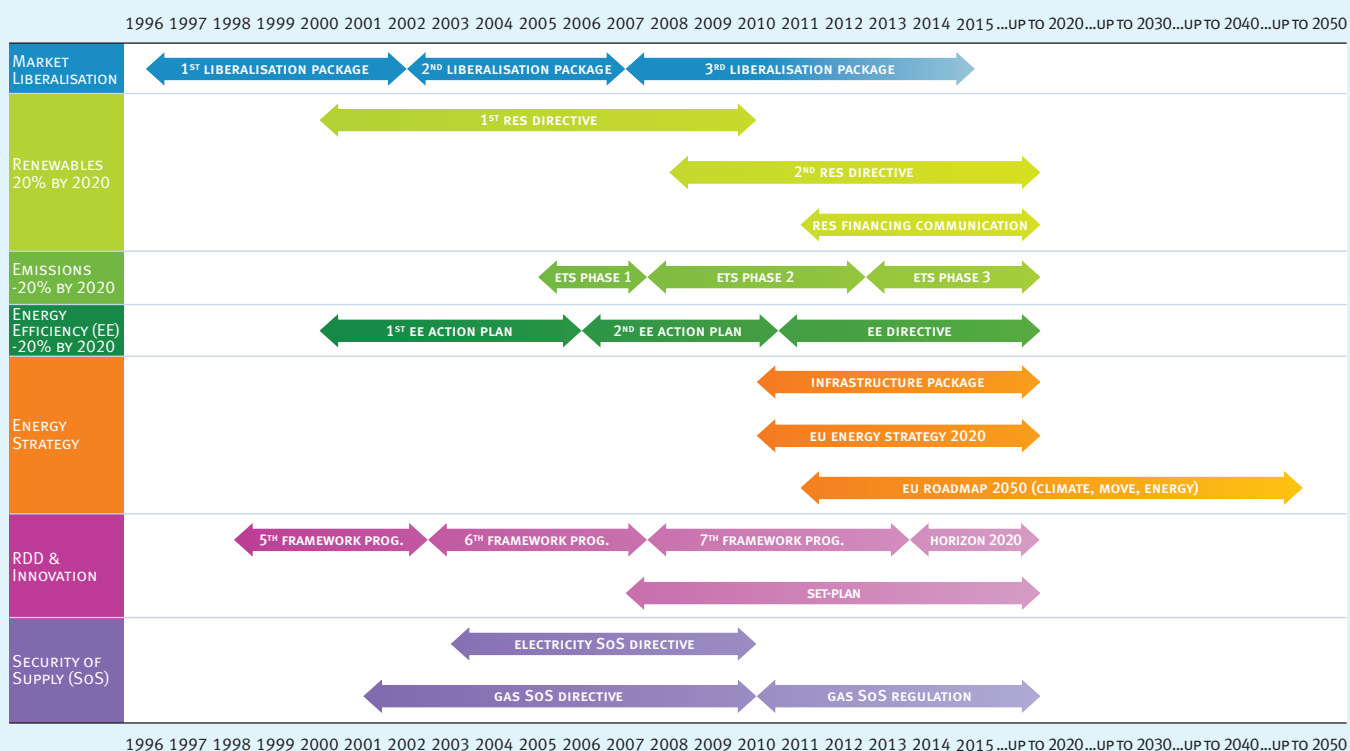 1996 1997 1998 1999 2000 2001 2002 2003 2004 2005 2006 2007 2008 2009 2010 2011 2012 2013 2014 2015 ...UP TO 2020...UP TO 2030...UP TO 2040...UP TO 2050
MARKET
LIBERALISATION
1ST LIBERALISATION PACKAGE 2ND LIBERALISATION PACKAGE 3RD LIBERALISATION PACKAGE
RENEWABLES
20% BY 2020
1ST RES DIRECTIVE
2ND RES DIRECTIVE
RES FINANCING COMMUNICATION
EMISSIONS
-20% BY 2020
ETS PHASE 1 ETS PHASE 2 ETS PHASE 3
ENERGY
EFFICIENCY (EE)
-20% BY 2020
1ST EE ACTION PLAN 2ND EE ACTION PLAN EE DIRECTIVE
ENERGY
STRATEGY
INFRASTRUCTURE PACKAGE
EU ENERGY STRATEGY 2020
EU ROADMAP 2050 (CLIMATE, MOVE, ENERGY)
RDD &
INNOVATION
5TH FRAMEWORK PROG. 6TH FRAMEWORK PROG. 7TH FRAMEWORK PROG. HORIZON 2020
SET-PLAN
SECURITY OF
SUPPLY (SOS)
ELECTRICITY SoS DIRECTIVE
GAS SoS DIRECTIVE GAS SoS REGULATION
1996 1997 1998 1999 2000 2001 2002 2003 2004 2005 2006 2007 2008 2009 2010 2011 2012 2013 2014 2015 ...UP TO 2020...UP TO 2030...UP TO 2040...UP TO 2050